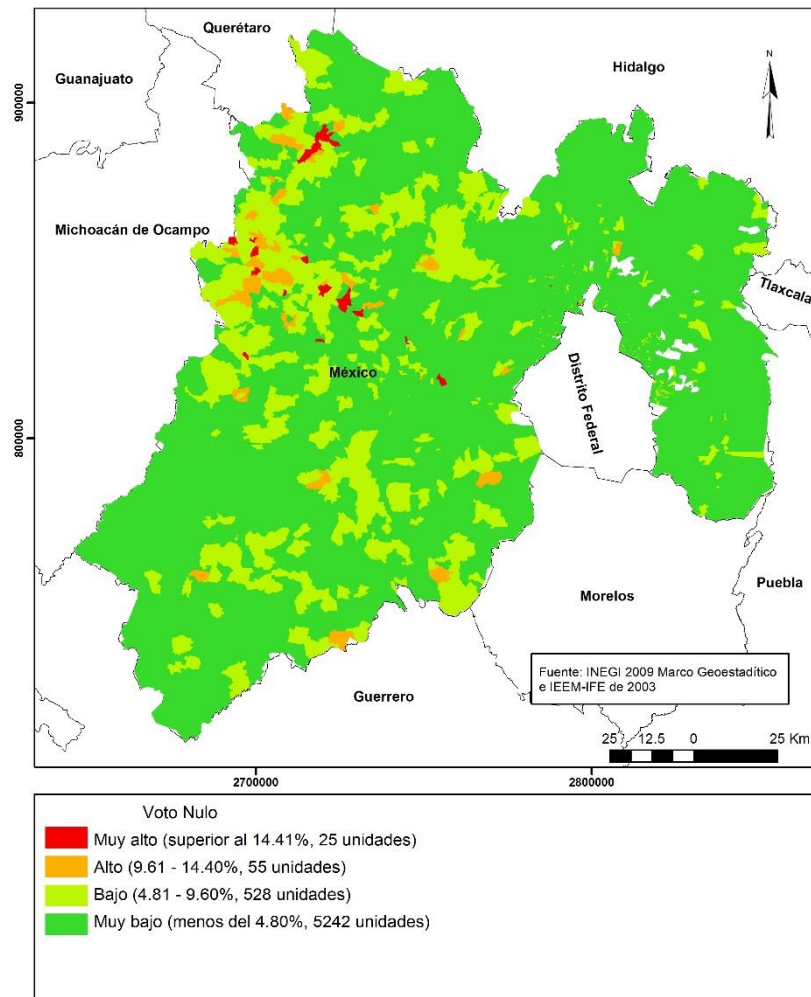 Querétaro
Guanajuato
Hidalgo
N
900000
Michoacán de Ocampo
Tlaxcala
México
Distrito Federal
800000
Morelos
Puebla
Fuente: INEGI 2009 Marco Geoestadítico
e IEEM-IFE de 2003
Guerrero
25 12.5 0 25 Km
2700000 2800000
Voto Nulo
Muy alto (superior al 14.41%, 25 unidades)
Alto (9.61 - 14.40%, 55 unidades)
Bajo (4.81 - 9.60%, 528 unidades)
Muy bajo (menos del 4.80%, 5242 unidades)